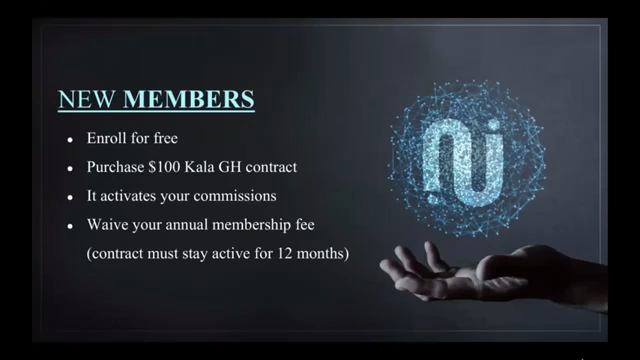 NEW MEMBERS
Enroll for free
Purchase $100 Kala GH contract
It activates your commissions
Waive your annual membership fee
(contract must stay active for 12 months)